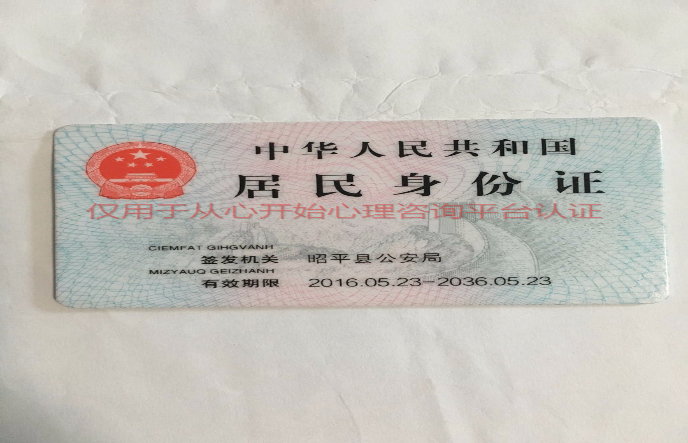 中华人民共和国
居民身份证
仅用于从心开始心理咨询平台认证
CIEMFAT GIHGVANH
签发机关 昭平县公安局
MIZYAUQ GEIZHANH
有效期限 2016.05.23-2036.05.23